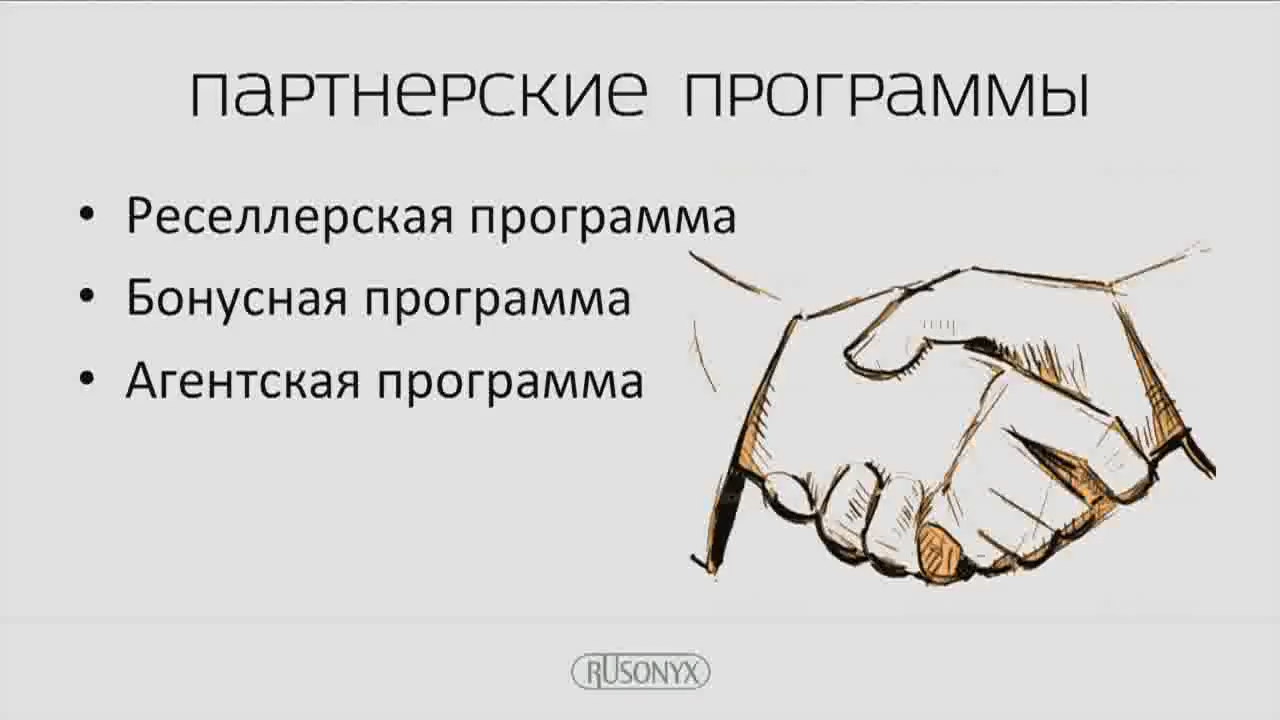 партнерские программы
• Реселлерская программа
• Бонусная программа
• Агентская программа
RUSONYX